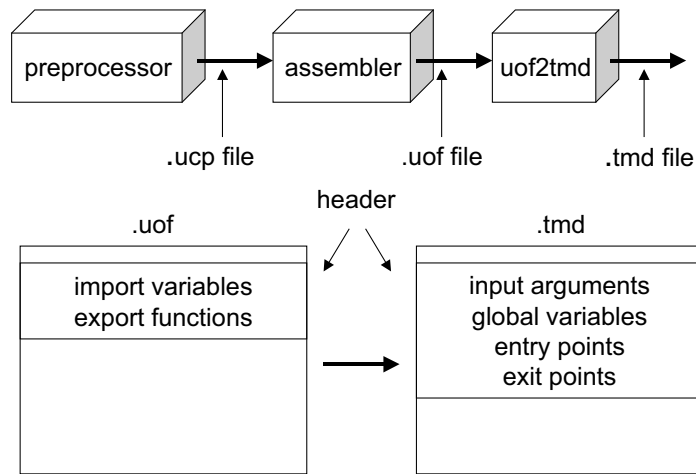 preprocessor
assembler
uof2tmd
.ucp file
.uof file
.tmd file
header
.uof
.tmd
import variables
export functions
input arguments
global variables
entry points
exit points